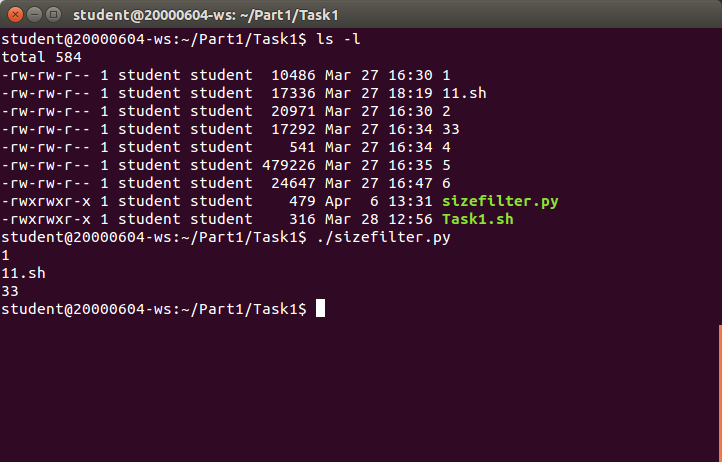 student@20000604-ws: ~/Part1/Task1
student@20000604-ws:~/Part1/Task1$ ls -l
total 584
-rw-rw-r-- 1 student student  10486 Mar 27 16:30 1
-rw-rw-r-- 1 student student  17336 Mar 27 18:19 11.sh
-rw-rw-r-- 1 student student  20971 Mar 27 16:30 2
-rw-rw-r-- 1 student student  17292 Mar 27 16:34 33
-rw-rw-r-- 1 student student    541 Mar 27 16:34 4
-rw-rw-r-- 1 student student 479226 Mar 27 16:35 5
-rw-rw-r-- 1 student student  24647 Mar 27 16:47 6
-rwxrwxr-x 1 student student    479 Apr  6 13:31 sizefilter.py
-rwxrwxr-x 1 student student    316 Mar 28 12:56 Task1.sh
student@20000604-ws:~/Part1/Task1$ ./sizefilter.py
1
11.sh
33
student@20000604-ws:~/Part1/Task1$